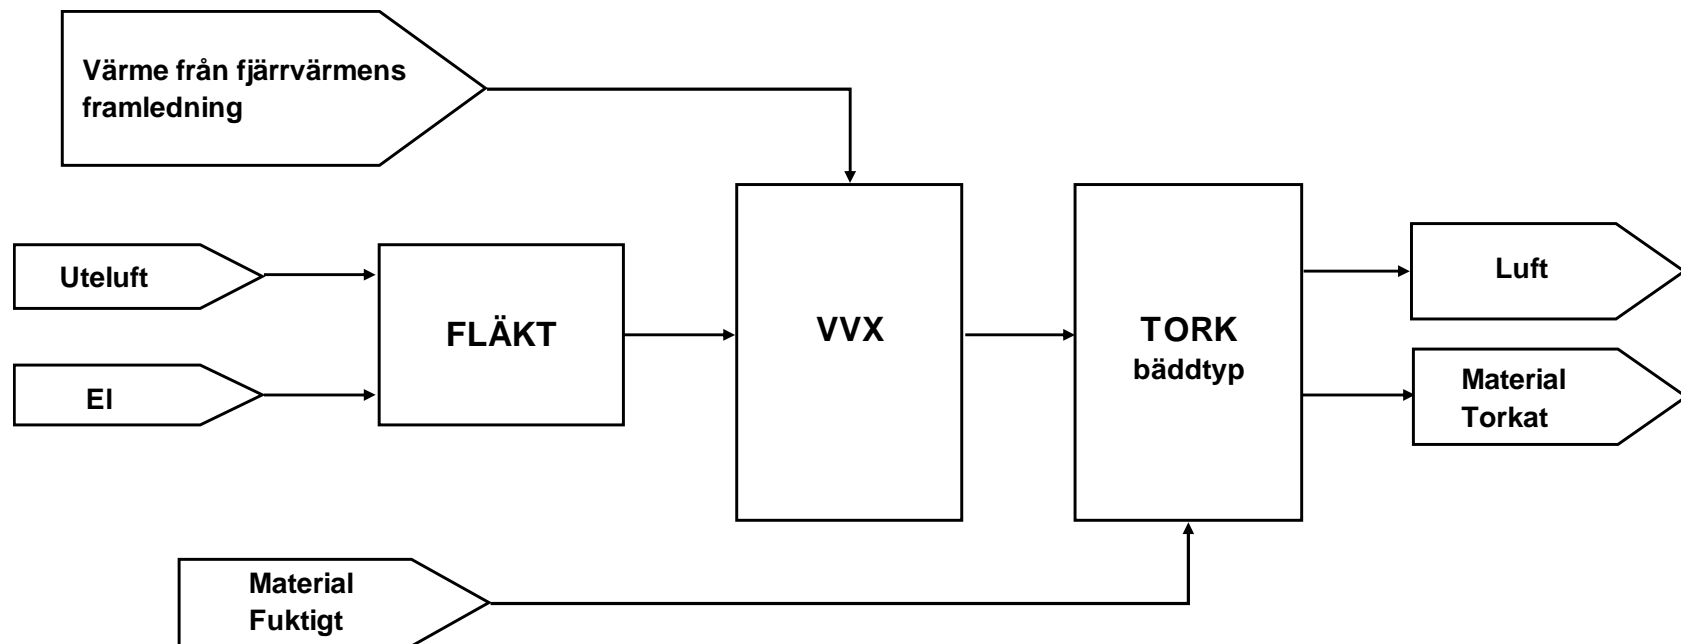 Värme från fjärrvärmens
framledning
Uteluft
El
FLÄKT
VVX
TORK
bäddtyp
Luft
Material
Torkat
Material
Fuktigt